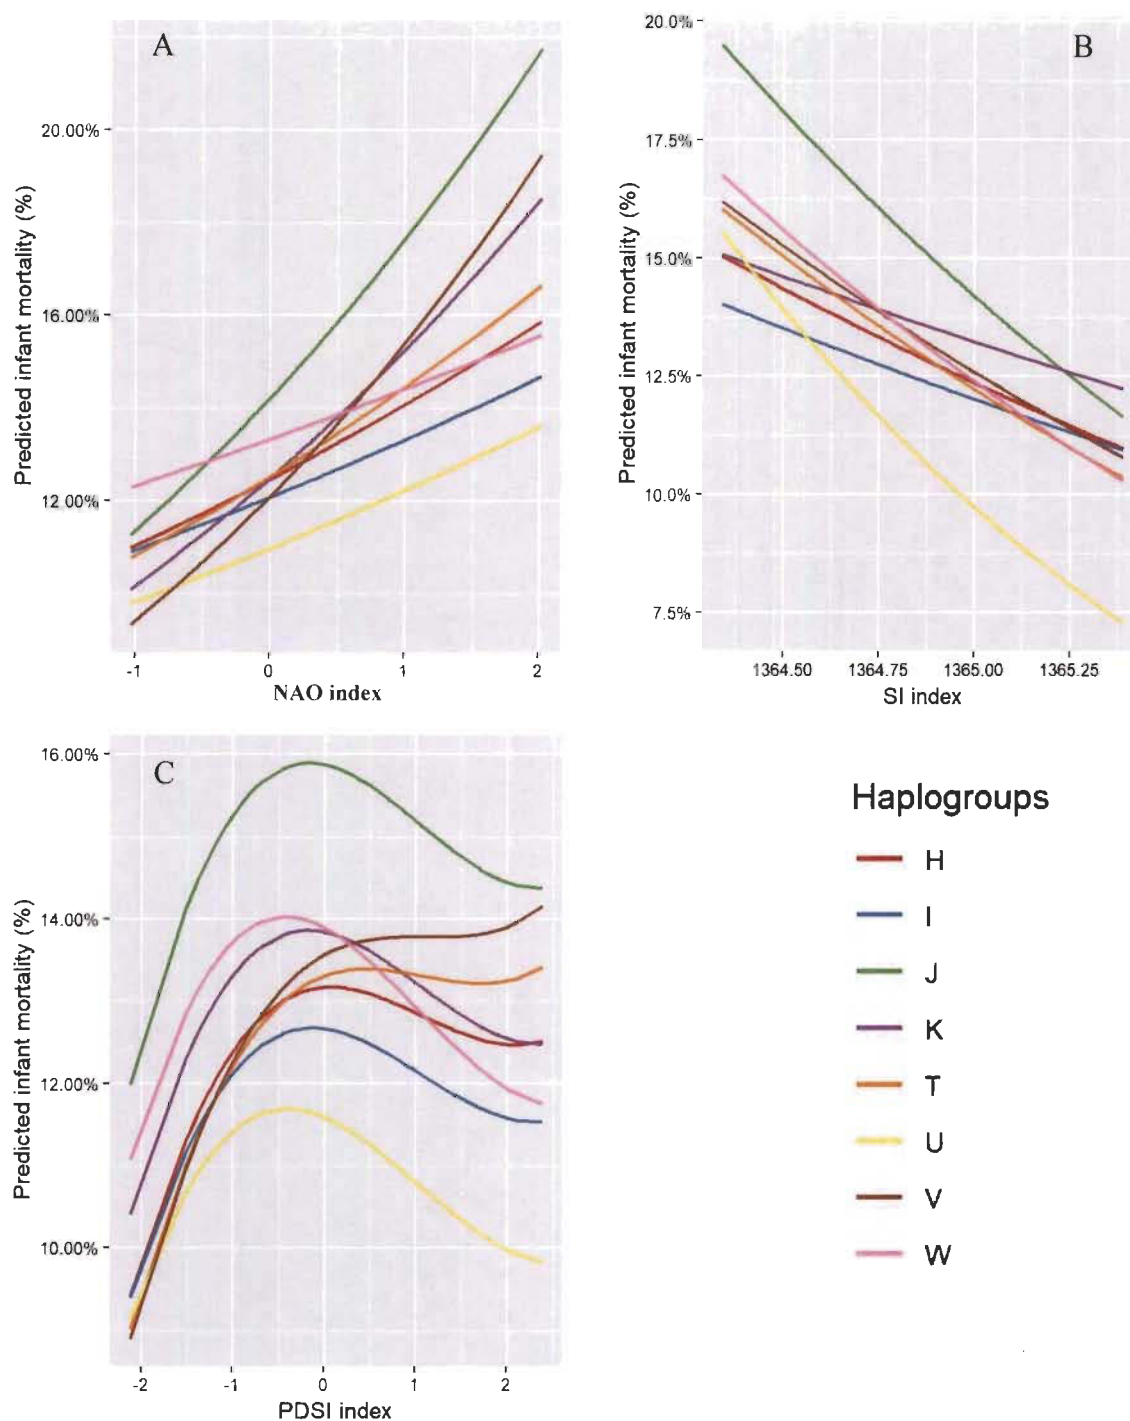 A
Predicted infant mortality (%)
20.00%
16.00%
12.00%
-1 0 1 2
NAO index
B
Predicted infant mortality (%)
20.0%
17.5%
15.0%
12.5%
10.0%
7.5%
1364.50 1364.75 1365.00 1365.25
SI index
C
Predicted infant mortality (%)
16.00%
14.00%
12.00%
10.00%
-2 -1 0 1 2
PDSI index
Haplogroups
H
I
J
K
T
U
V
W